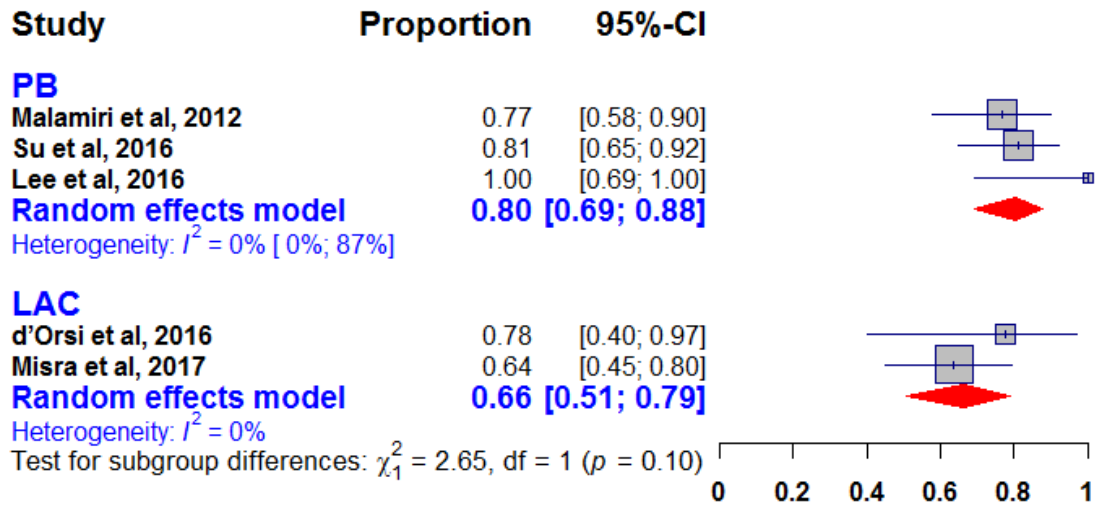 Study Proportion 95%-CI
PB
Malamiri et al, 2012 0.77 [0.58; 0.90]
Su et al, 2016 0.81 [0.65; 0.92]
Lee et al, 2016 1.00 [0.69; 1.00]
Random effects model 0.80 [0.69; 0.88]
Heterogeneity: I² = 0% [ 0%; 87%]
LAC
d’Orsi et al, 2016 0.78 [0.40; 0.97]
Misra et al, 2017 0.64 [0.45; 0.80]
Random effects model 0.66 [0.51; 0.79]
Heterogeneity: I² = 0%
Test for subgroup differences: χ²₁ = 2.65, df = 1 (p = 0.10)
0 0.2 0.4 0.6 0.8 1